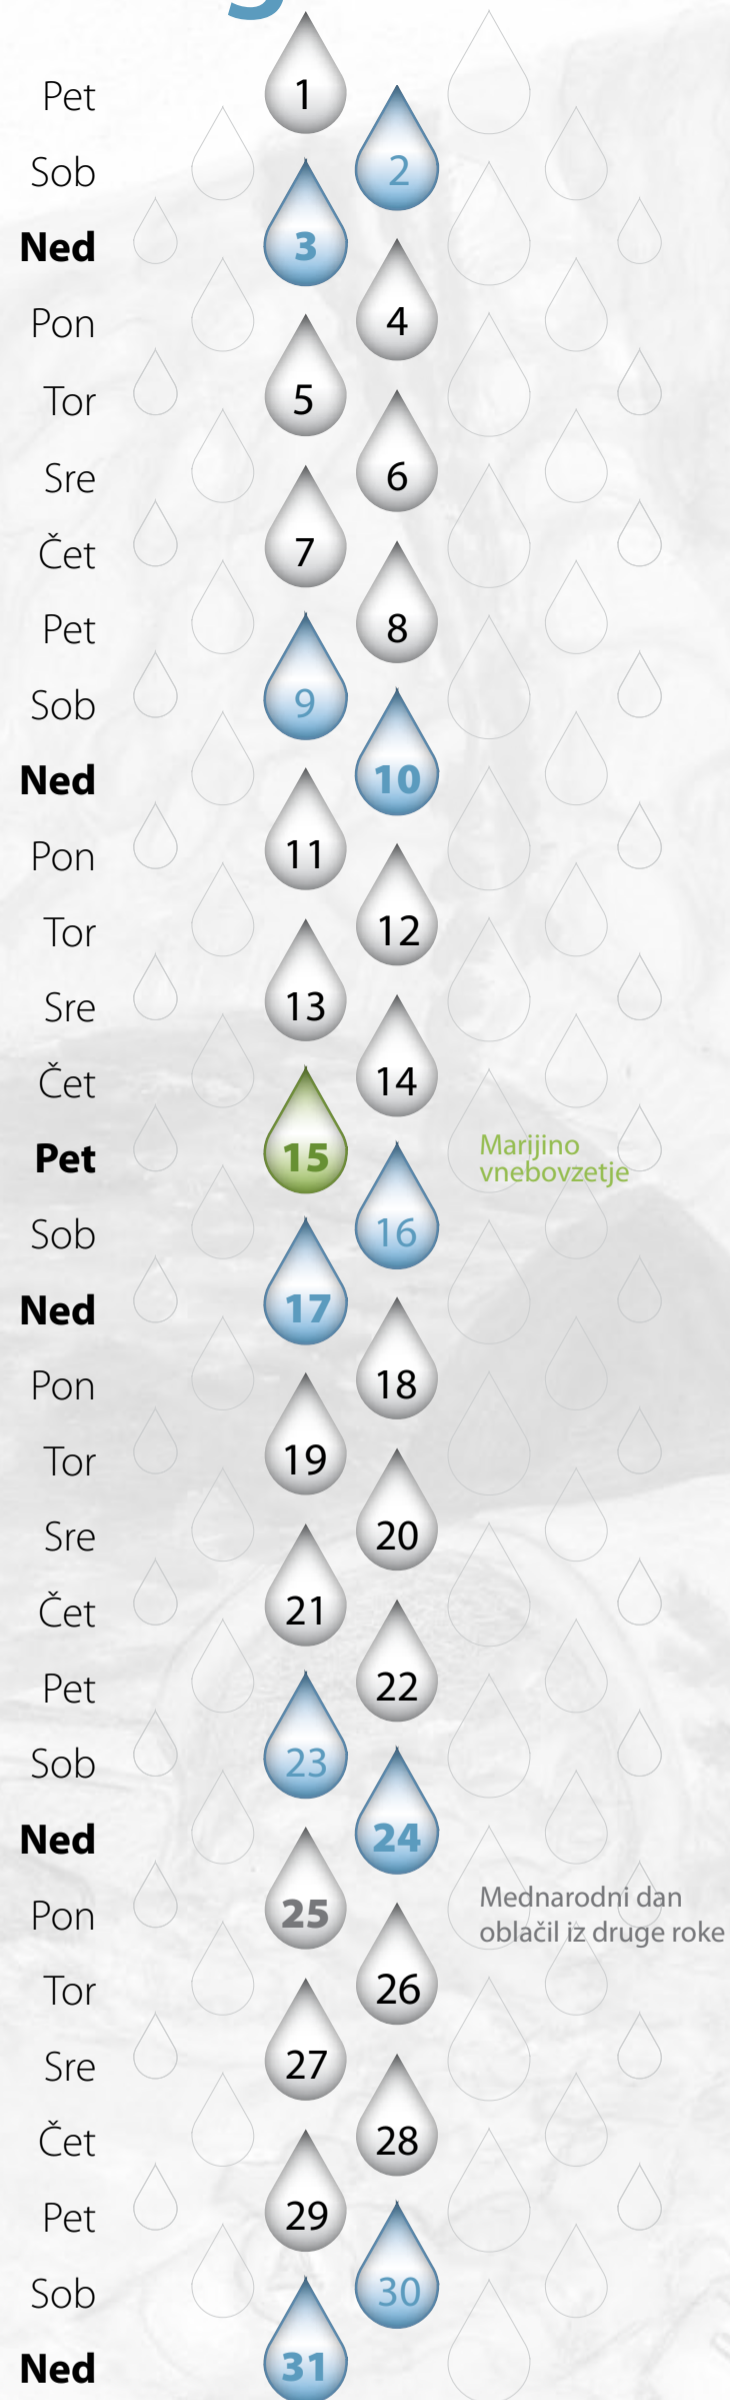 Pet 1
Sob 2
Ned 3
Pon 4
Tor 5
Sre 6
Čet 7
Pet 8
Sob 9
Ned 10
Pon 11
Tor 12
Sre 13
Čet 14
Pet 15 Marijino
vnebovzetje
Sob 16
Ned 17
Pon 18
Tor 19
Sre 20
Čet 21
Pet 22
Sob 23
Ned 24
Pon 25 Mednarodni dan
oblačil iz druge roke
Tor 26
Sre 27
Čet 28
Pet 29
Sob 30
Ned 31